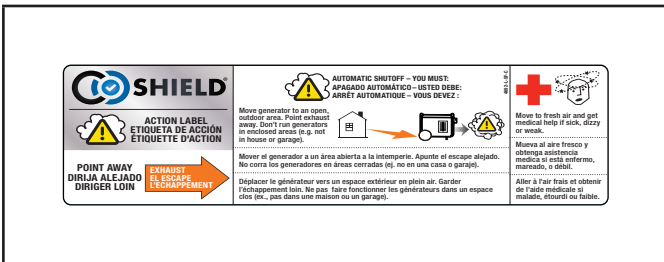 CO SHIELD®
ACTION LABEL
ETIQUETA DE ACCIÓN
ÉTIQUETTE D'ACTION
POINT AWAY
DIRIJA ALEJADO
DIRIGER LOIN
EXHAUST
EL ESCAPE
L'ÉCHAPPEMENT
AUTOMATIC SHUTOFF – YOU MUST:
APAGADO AUTOMÁTICO – USTED DEBE:
ARRÊT AUTOMATIQUE – VOUS DEVEZ :
Move generator to an open,
outdoor area. Point exhaust
away. Don't run generators
in enclosed areas (e.g. not
in house or garage).
Mover el generador a un área abierta a la intemperie. Apunte el escape alejado.
No corra los generadores en áreas cerradas (ej. no en una casa o garaje).
Déplacer le générateur vers un espace extérieur en plein air. Garder
l'échappement loin. Ne pas faire fonctionner les générateurs dans un espace
clos (ex., pas dans une maison ou un garage).
Move to fresh air and get
medical help if sick, dizzy
or weak.
Mueva al aire fresco y
obtenga asistencia
medica si está enfermo,
mareado, o débil.
Aller à l'air frais et obtenir
de l'aide médicale si
malade, étourdi ou faible.